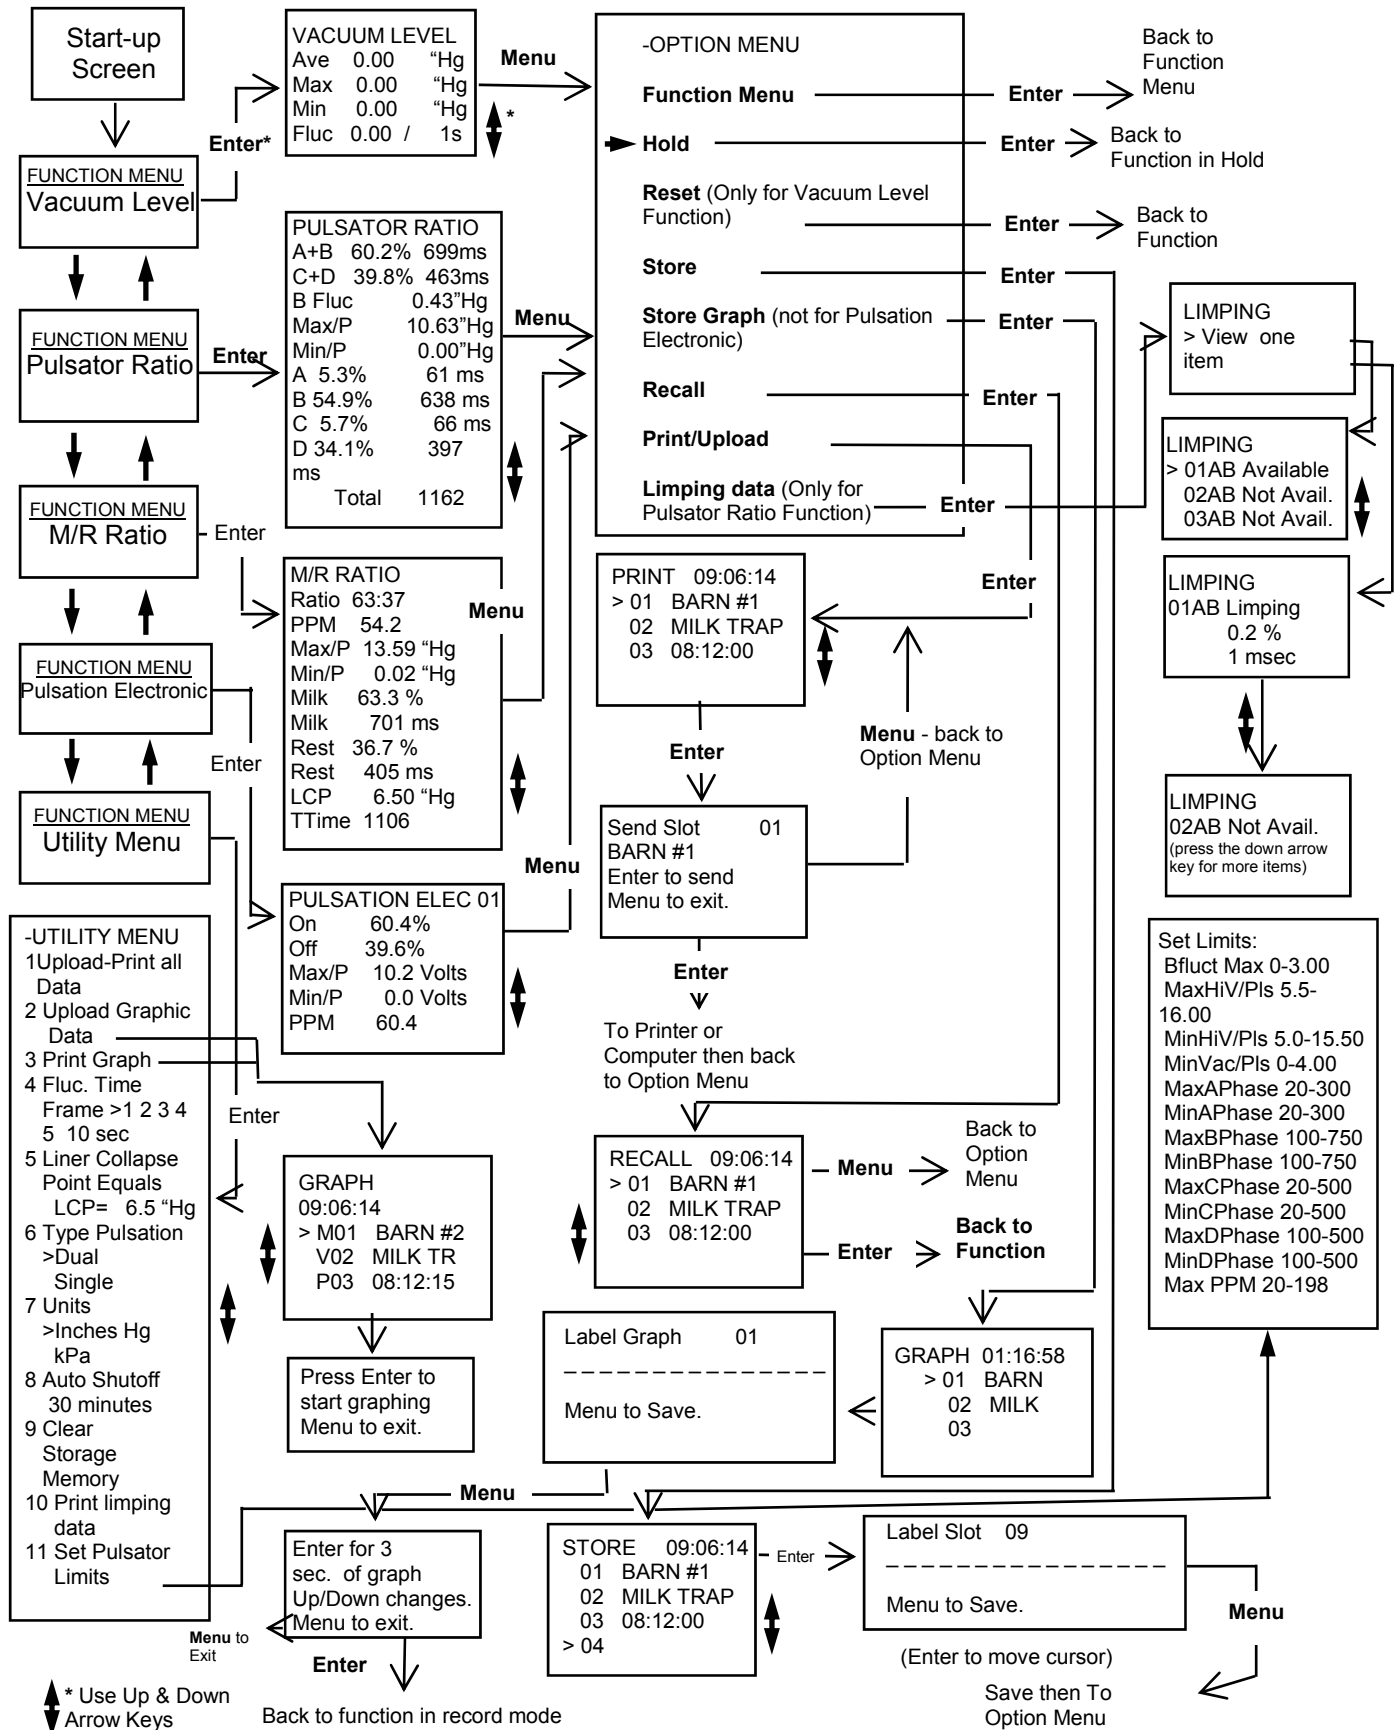 Start-up
Screen
FUNCTION MENU
Vacuum Level
FUNCTION MENU
Pulsator Ratio
FUNCTION MENU
M/R Ratio
FUNCTION MENU
Pulsation Electronic
FUNCTION MENU
Utility Menu
Enter*
Enter
Enter
Enter
Enter
VACUUM LEVEL
Ave 0.00 “Hg
Max 0.00 “Hg
Min 0.00 “Hg
Fluc 0.00 / 1s
*
Menu
PULSATOR RATIO
A+B 60.2% 699ms
C+D 39.8% 463ms
B Fluc 0.43”Hg
Max/P 10.63”Hg
Min/P 0.00”Hg
A 5.3% 61 ms
B 54.9% 638 ms
C 5.7% 66 ms
D 34.1% 397
ms
Total 1162
Menu
M/R RATIO
Ratio 63:37
PPM 54.2
Max/P 13.59 “Hg
Min/P 0.02 “Hg
Milk 63.3 %
Milk 701 ms
Rest 36.7 %
Rest 405 ms
LCP 6.50 “Hg
TTime 1106
Menu
PULSATION ELEC 01
On 60.4%
Off 39.6%
Max/P 10.2 Volts
Min/P 0.0 Volts
PPM 60.4
Menu
-OPTION MENU
Function Menu
Enter
Back to
Function
Menu
Hold
Enter
Back to
Function in Hold
Reset (Only for Vacuum Level
Function)
Enter
Back to
Function
Store
Enter
Store Graph (not for Pulsation
Electronic)
Enter
Recall
Enter
Print/Upload
Enter
Limping data (Only for
Pulsator Ratio Function)
Enter
LIMPING
> View one
item
LIMPING
> 01AB Available
02AB Not Avail.
03AB Not Avail.
LIMPING
01AB Limping
0.2 %
1 msec
LIMPING
02AB Not Avail.
(press the down arrow
key for more items)
PRINT 09:06:14
> 01 BARN #1
02 MILK TRAP
03 08:12:00
Enter
Menu - back to
Option Menu
Send Slot 01
BARN #1
Enter to send
Menu to exit.
Enter
To Printer or
Computer then back
to Option Menu
RECALL 09:06:14
> 01 BARN #1
02 MILK TRAP
03 08:12:00
Menu
Back to
Option
Menu
Enter
Back to
Function
-UTILITY MENU
1Upload-Print all
Data
2 Upload Graphic
Data
3 Print Graph
4 Fluc. Time
Frame >1 2 3 4
5 10 sec
5 Liner Collapse
Point Equals
LCP= 6.5 “Hg
6 Type Pulsation
>Dual
Single
7 Units
>Inches Hg
kPa
8 Auto Shutoff
30 minutes
9 Clear
Storage
Memory
10 Print limping
data
11 Set Pulsator
Limits
GRAPH
09:06:14
> M01 BARN #2
V02 MILK TR
P03 08:12:15
Press Enter to
start graphing
Menu to exit.
Set Limits:
Bfluct Max 0-3.00
MaxHiV/Pls 5.5-
16.00
MinHiV/Pls 5.0-15.50
MinVac/Pls 0-4.00
MaxAPhase 20-300
MinAPhase 20-300
MaxBPhase 100-750
MinBPhase 100-750
MaxCPhase 20-500
MinCPhase 20-500
MaxDPhase 100-500
MinDPhase 100-500
Max PPM 20-198
GRAPH 01:16:58
> 01 BARN
02 MILK
03
Label Graph 01
_ _ _ _ _ _ _ _ _ _ _ _ _ _ _ _
Menu to Save.
Menu
Enter for 3
sec. of graph
Up/Down changes.
Menu to exit.
Menu to
Exit
Enter
Back to function in record mode
STORE 09:06:14
01 BARN #1
02 MILK TRAP
03 08:12:00
> 04
Enter
Label Slot 09
_ _ _ _ _ _ _ _ _ _ _ _ _ _ _ _
Menu to Save.
(Enter to move cursor)
Menu
Save then To
Option Menu
* Use Up & Down
Arrow Keys